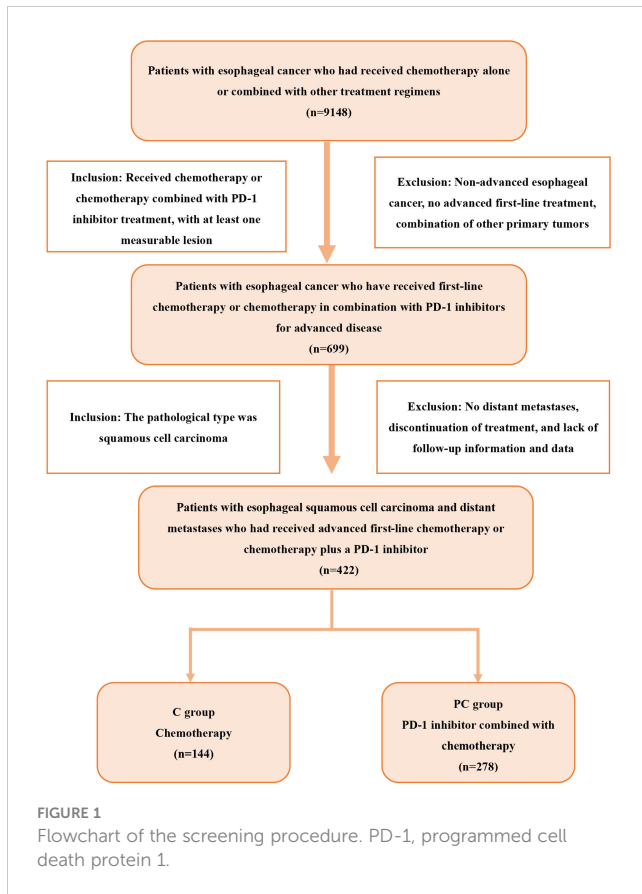 Patients with esophageal cancer who had received chemotherapy alone
or combined with other treatment regimens
(n=9148)
Inclusion: Received chemotherapy or
chemotherapy combined with PD-1
inhibitor treatment, with at least one
measurable lesion
Exclusion: Non-advanced esophageal
cancer, no advanced first-line treatment,
combination of other primary tumors
Patients with esophageal cancer who have received first-line
chemotherapy or chemotherapy in combination with PD-1 inhibitors
for advanced disease
(n=699)
Inclusion: The pathological type was
squamous cell carcinoma
Exclusion: No distant metastases,
discontinuation of treatment, and lack of
follow-up information and data
Patients with esophageal squamous cell carcinoma and distant
metastases who had received advanced first-line chemotherapy or
chemotherapy plus a PD-1 inhibitor
(n=422)
C group
Chemotherapy
(n=144)
PC group
PD-1 inhibitor combined with
chemotherapy
(n=278)
FIGURE 1
Flowchart of the screening procedure. PD-1, programmed cell
death protein 1.